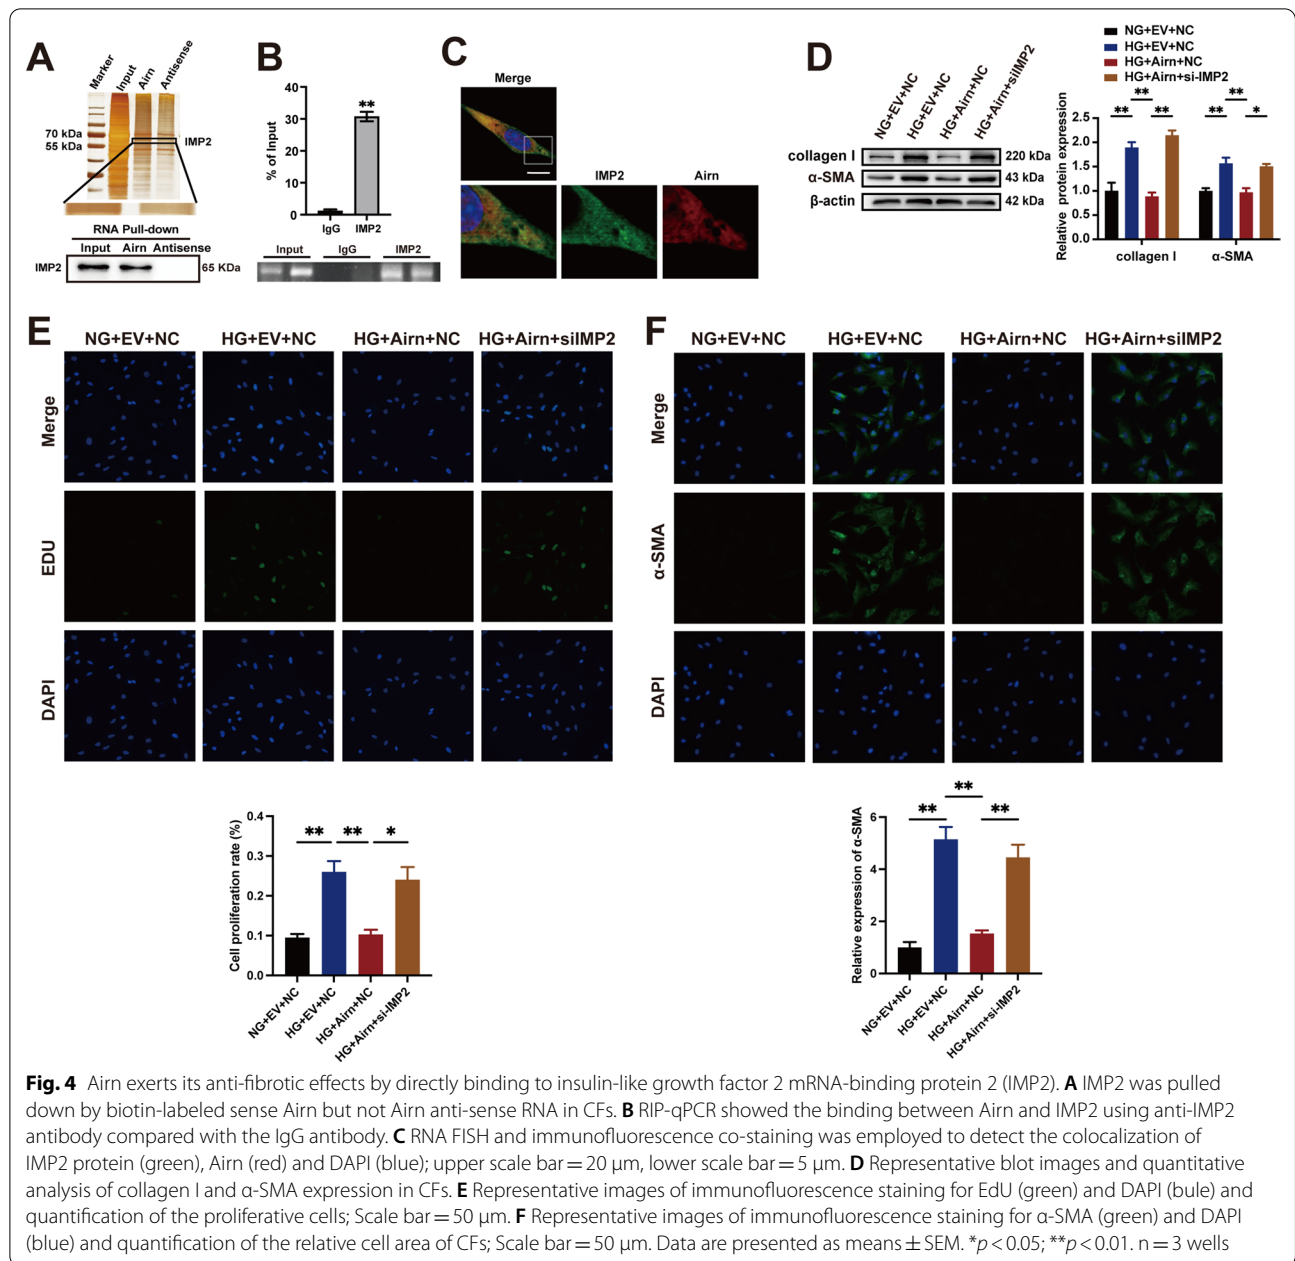 A
Marker
Input
Airn
Antisense
70 kDa
55 kDa
IMP2
RNA Pull-down
Input Airn Antisense
IMP2
65 KDa
B
% of Input
40
30
20
10
0
**
IgG IMP2
Input IgG IMP2
C
Merge
IMP2
Airn
D
NG+EV+NC
HG+EV+NC
HG+Airn+NC
HG+Airn+siIMP2
collagen I 220 kDa
α-SMA 43 kDa
β-actin 42 kDa
NG+EV+NC
HG+EV+NC
HG+Airn+NC
HG+Airn+si-IMP2
Relative protein expression
2.5
2.0
1.5
1.0
0.5
0.0
**
** **
**
** *
collagen I α-SMA
E
NG+EV+NC HG+EV+NC HG+Airn+NC HG+Airn+siIMP2
Merge
EDU
DAPI
Cell proliferation rate (%)
0.4
0.3
0.2
0.1
0.0
** ** *
NG+EV+NC
HG+EV+NC
HG+Airn+NC
HG+Airn+si-IMP2
F
NG+EV+NC HG+EV+NC HG+Airn+NC HG+Airn+siIMP2
Merge
α-SMA
DAPI
Relative expression of α-SMA
6
4
2
0
**
** **
NG+EV+NC
HG+EV+NC
HG+Airn+NC
HG+Airn+si-IMP2
Fig. 4 Airn exerts its anti-fibrotic effects by directly binding to insulin-like growth factor 2 mRNA-binding protein 2 (IMP2). A IMP2 was pulled
down by biotin-labeled sense Airn but not Airn anti-sense RNA in CFs. B RIP-qPCR showed the binding between Airn and IMP2 using anti-IMP2
antibody compared with the IgG antibody. C RNA FISH and immunofluorescence co-staining was employed to detect the colocalization of
IMP2 protein (green), Airn (red) and DAPI (blue); upper scale bar = 20 μm, lower scale bar = 5 μm. D Representative blot images and quantitative
analysis of collagen I and α-SMA expression in CFs. E Representative images of immunofluorescence staining for EdU (green) and DAPI (bule) and
quantification of the proliferative cells; Scale bar = 50 μm. F Representative images of immunofluorescence staining for α-SMA (green) and DAPI
(blue) and quantification of the relative cell area of CFs; Scale bar = 50 μm. Data are presented as means ± SEM. *p < 0.05; **p < 0.01. n = 3 wells